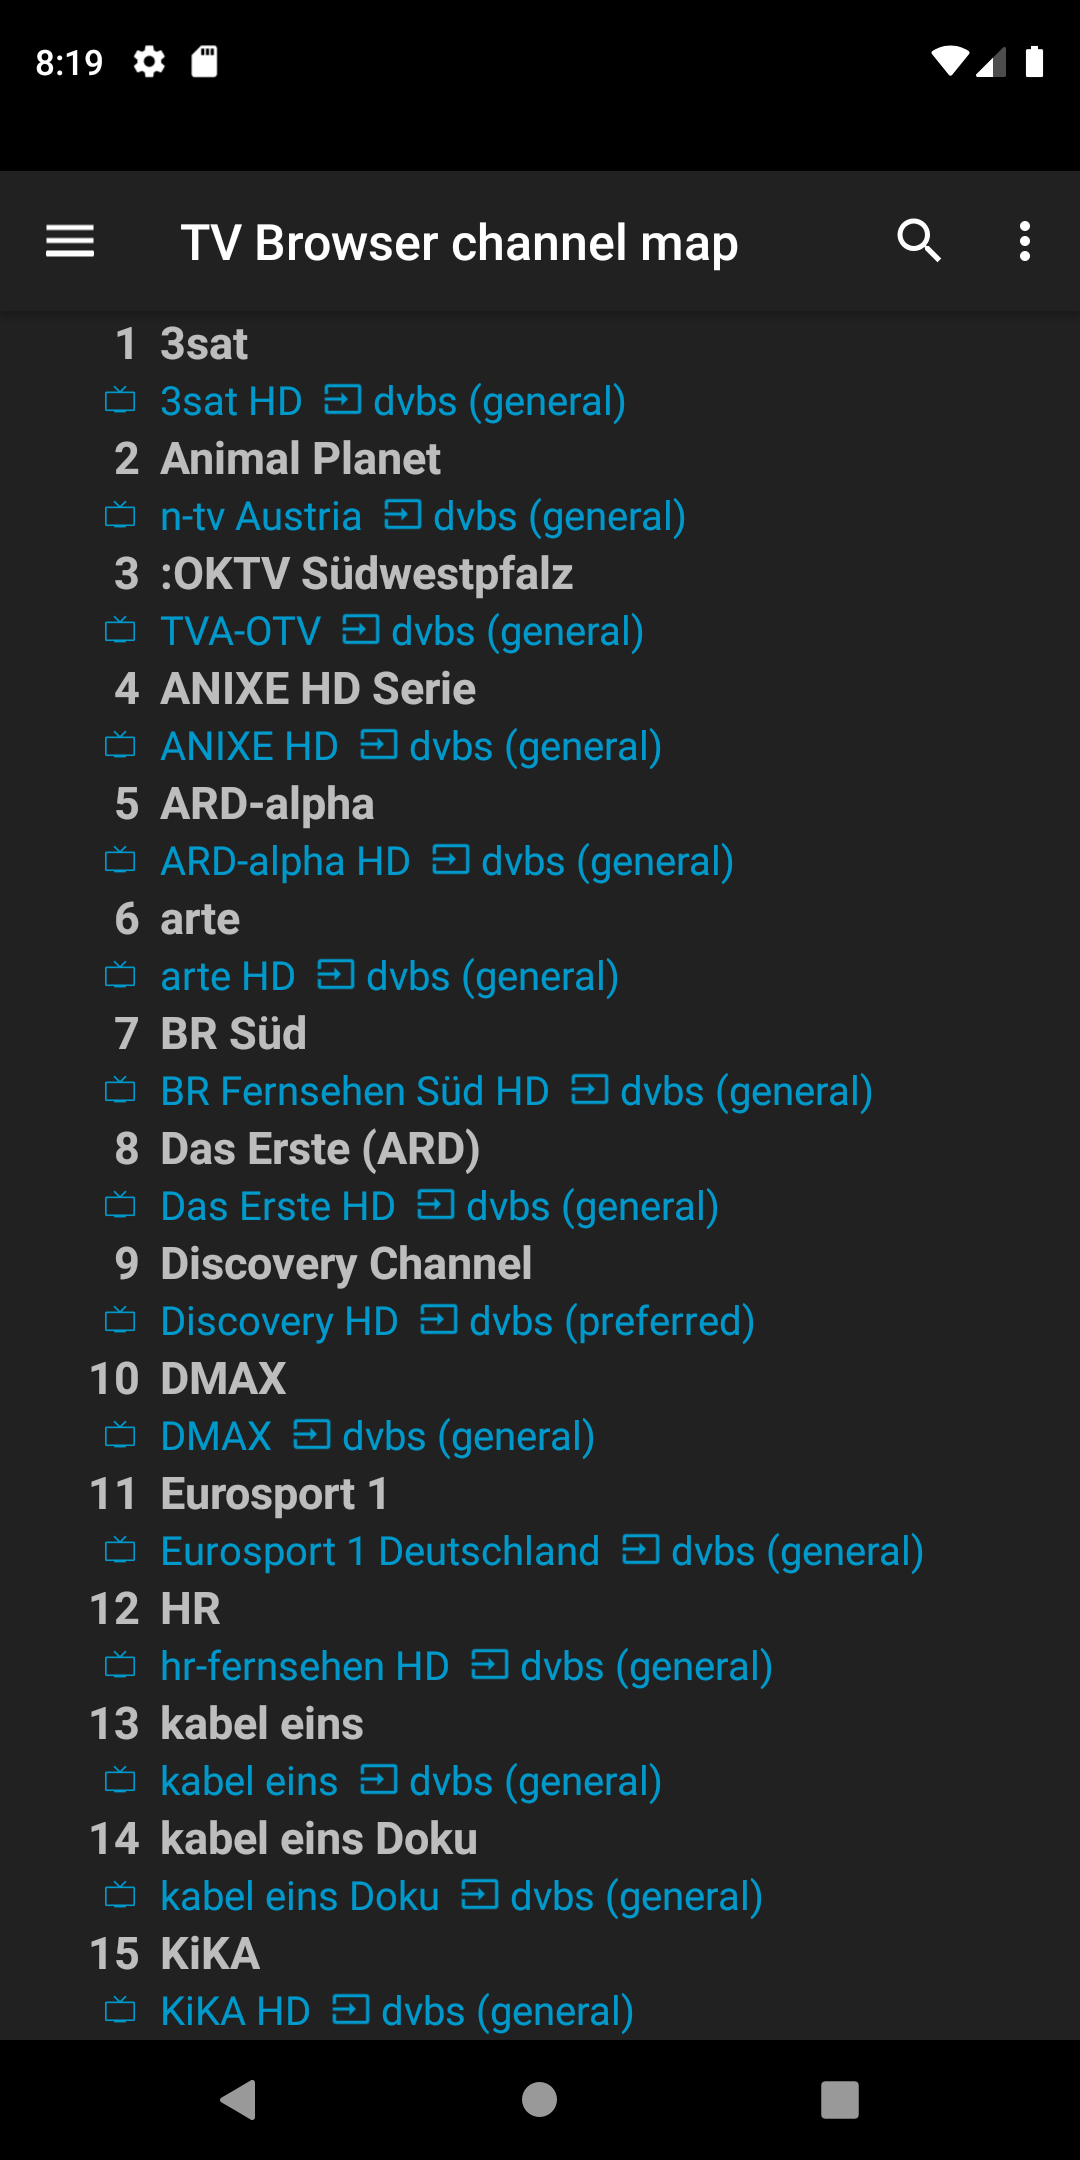 8:19
TV Browser channel map
1 3sat
3sat HD dvbs (general)
2 Animal Planet
n-tv Austria dvbs (general)
3 :OKTV Südwestpfalz
TVA-OTV dvbs (general)
4 ANIXE HD Serie
ANIXE HD dvbs (general)
5 ARD-alpha
ARD-alpha HD dvbs (general)
6 arte
arte HD dvbs (general)
7 BR Süd
BR Fernsehen Süd HD dvbs (general)
8 Das Erste (ARD)
Das Erste HD dvbs (general)
9 Discovery Channel
Discovery HD dvbs (preferred)
10 DMAX
DMAX dvbs (general)
11 Eurosport 1
Eurosport 1 Deutschland dvbs (general)
12 HR
hr-fernsehen HD dvbs (general)
13 kabel eins
kabel eins dvbs (general)
14 kabel eins Doku
kabel eins Doku dvbs (general)
15 KiKA
KiKA HD dvbs (general)